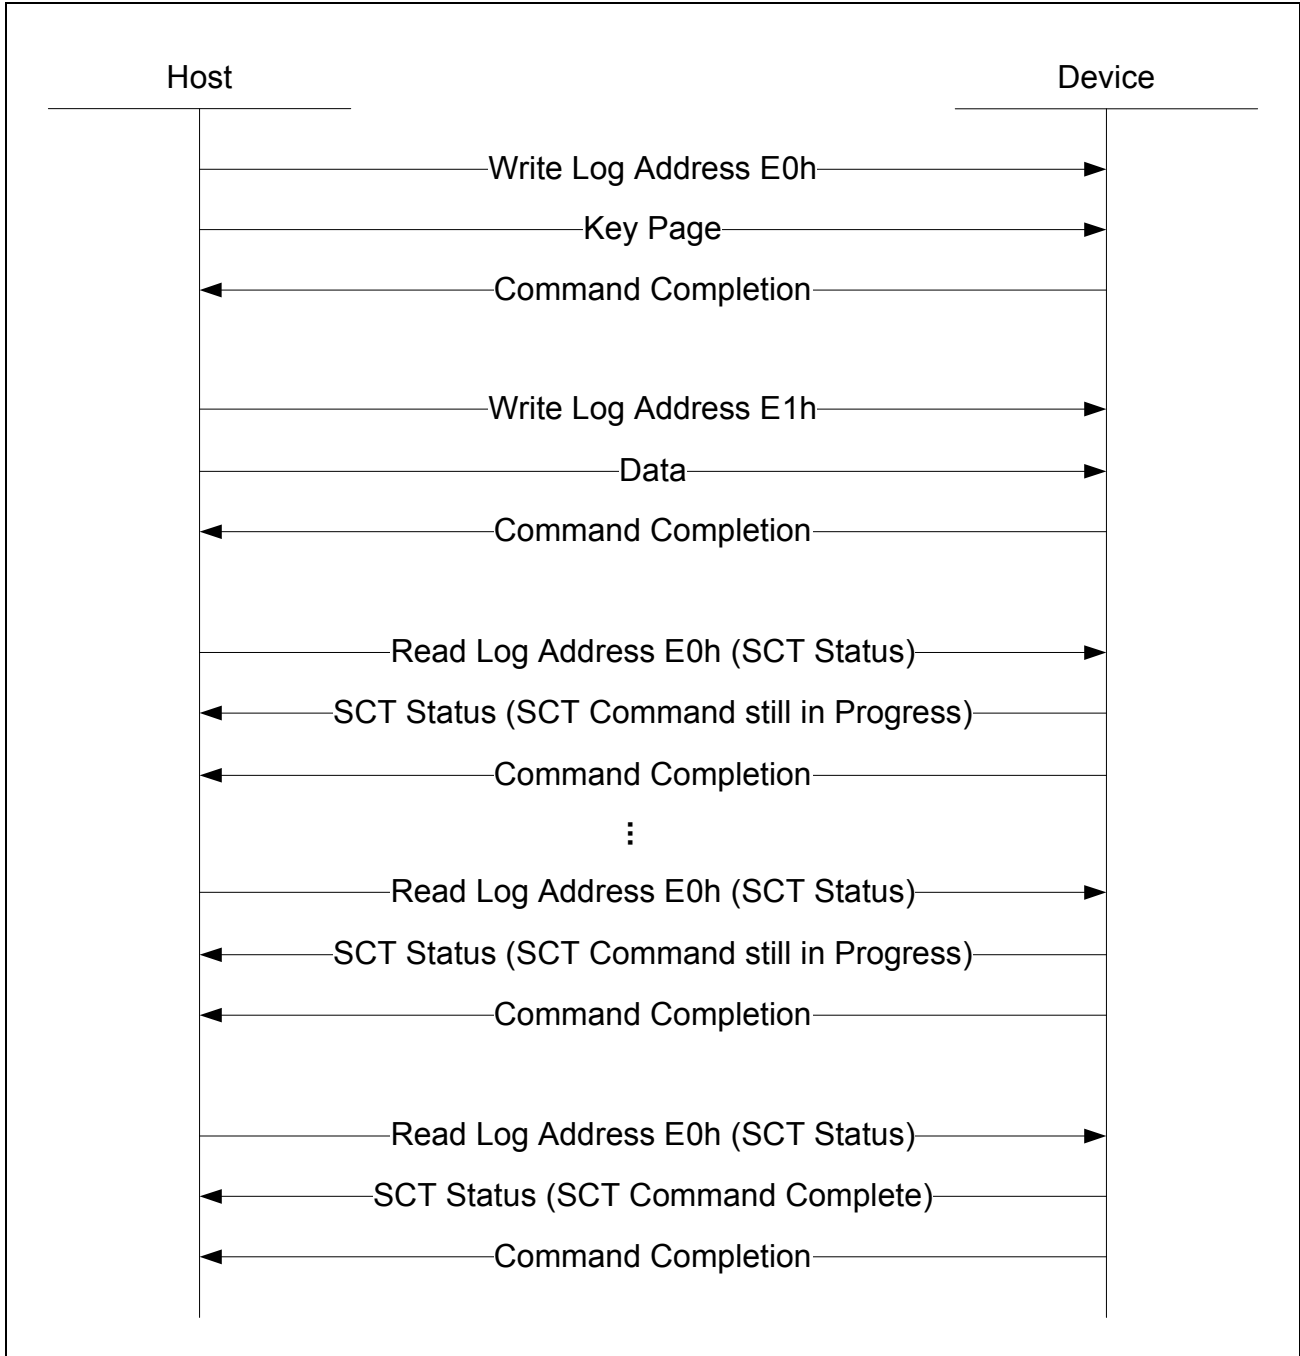 Host
Device
Write Log Address E0h
Key Page
Command Completion
Write Log Address E1h
Data
Command Completion
Read Log Address E0h (SCT Status)
SCT Status (SCT Command still in Progress)
Command Completion
...
Read Log Address E0h (SCT Status)
SCT Status (SCT Command still in Progress)
Command Completion
Read Log Address E0h (SCT Status)
SCT Status (SCT Command Complete)
Command Completion